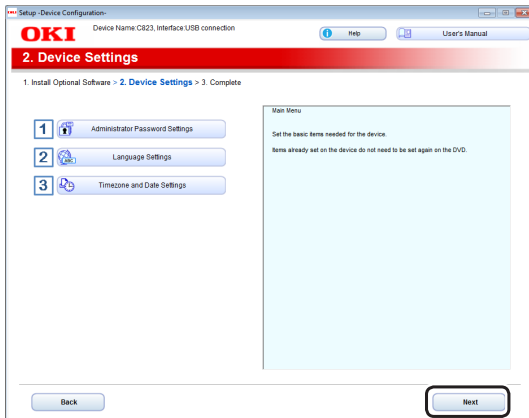 Setup -Device Configuration-
OKI
Device Name:C823, Interface:USB connection
Help
User's Manual
2. Device Settings
1. Install Optional Software > 2. Device Settings > 3. Complete
1 Administrator Password Settings
2 Language Settings
3 Timezone and Date Settings
Main Menu
Set the basic items needed for the device.
Items already set on the device do not need to be set again on the DVD.
Back
Next